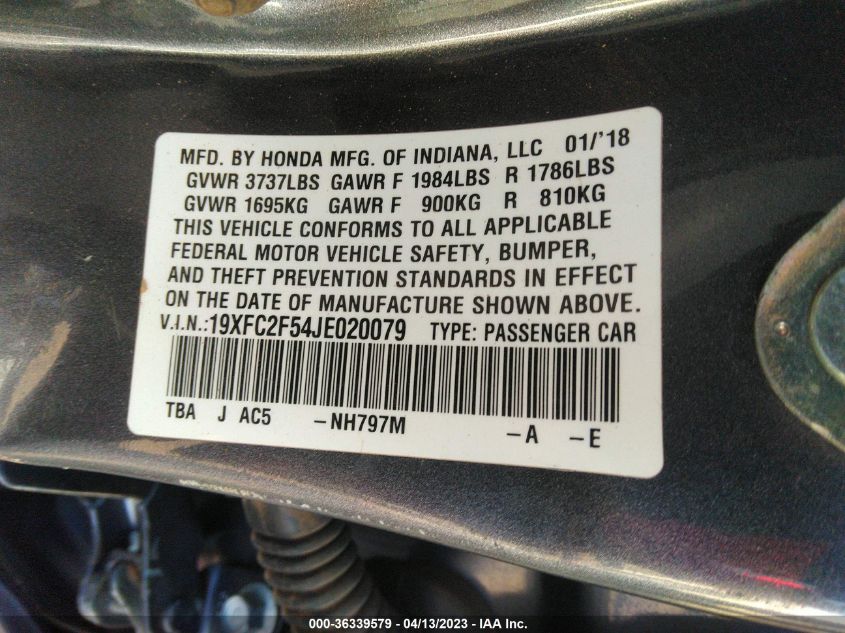 MFD. BY HONDA MFG. OF INDIANA, LLC 01/'18
GVWR 3737LBS GAWR F 1984LBS R 1786LBS
GVWR 1695KG GAWR F 900KG R 810KG
THIS VEHICLE CONFORMS TO ALL APPLICABLE
FEDERAL MOTOR VEHICLE SAFETY, BUMPER,
AND THEFT PREVENTION STANDARDS IN EFFECT
ON THE DATE OF MANUFACTURE SHOWN ABOVE.
V.I.N.:19XFC2F54JE020079 TYPE: PASSENGER CAR
TBA J AC5 -NH797M -A -E
000-36339579 - 04/13/2023 - IAA Inc.